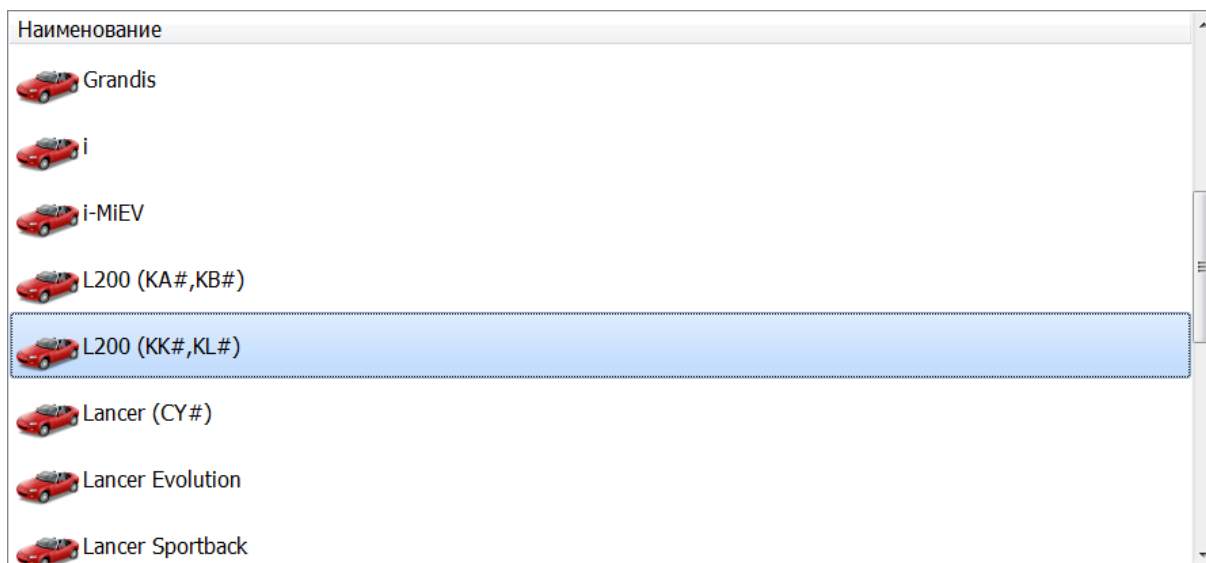 Наименование
Grandis
i
i-MiEV
L200 (KA#,KB#)
L200 (KK#,KL#)
Lancer (CY#)
Lancer Evolution
Lancer Sportback